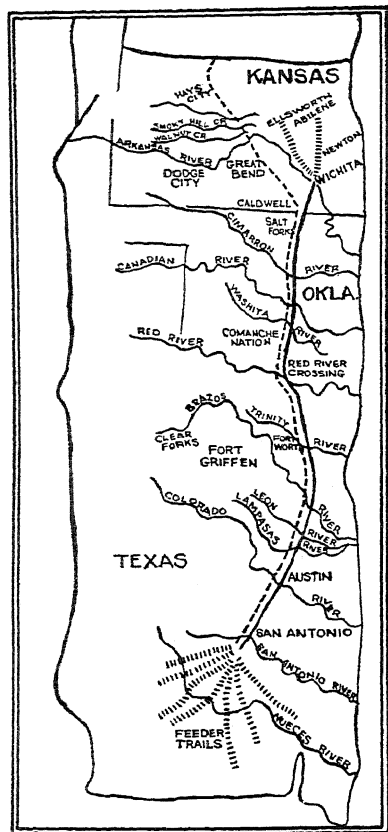 KANSAS
HAYS
CITY
ELLSWORTH
ABILENE
NEWTON
SMOKY HILL CR.
WALNUT CR.
ARKANSAS RIVER
DODGE
CITY
GREAT
BEND
WICHITA
CALDWELL
SALT
FORKS
CIMARRON
RIVER
CANADIAN RIVER
OKLA.
WASHITA
RIVER
COMANCHE
NATION
RED RIVER
RED RIVER
CROSSING
BRAZOS
TRINITY
RIVER
CLEAR
FORKS
FORT
WORTH
FORT
GRIFFEN
COLORADO
LEON
LAMPASAS
RIVER
RIVER
RIVER
TEXAS
AUSTIN
RIVER
SAN ANTONIO
SAN ANTONIO RIVER
NUECES RIVER
FEEDER
TRAILS